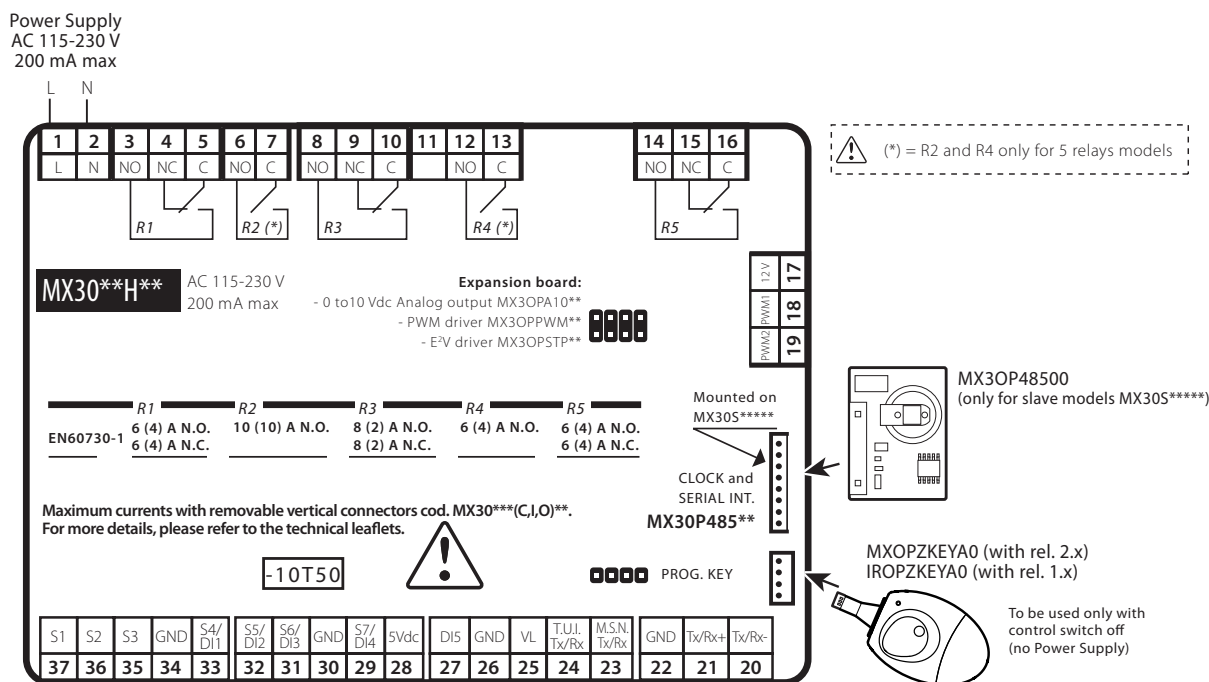 Power Supply
AC 115-230 V
200 mA max
L N
1 2 3 4 5 6 7 8 9 10 11 12 13 14 15 16
L N NO NC C NO C NO NC C NO C NO NC C
R1 R2 (*) R3 R4 (*) R5
(*) = R2 and R4 only for 5 relays models
MX30**H**
AC 115-230 V
200 mA max
Expansion board:
- 0 to10 Vdc Analog output MX3OPA10**
- PWM driver MX3OPPWM**
- E²V driver MX3OPSTP**
12 V 17
PWM1 18
PWM2 19
MX3OP48500
(only for slave models MX30S*****)
Mounted on
MX30S*****
R1 R2 R3 R4 R5
EN60730-1
6 (4) A N.O. 10 (10) A N.O. 8 (2) A N.O. 6 (4) A N.O. 6 (4) A N.O.
6 (4) A N.C. 8 (2) A N.C. 6 (4) A N.C.
CLOCK and
SERIAL INT.
MX30P485**
Maximum currents with removable vertical connectors cod. MX30***(C,I,O)**.
For more details, please refer to the technical leaflets.
-10T50
PROG. KEY
MXOPZKEYA0 (with rel. 2.x)
IROPZKEYA0 (with rel. 1.x)
To be used only with
control switch off
(no Power Supply)
S1 S2 S3 GND S4/DI1 S5/DI2 S6/DI3 GND S7/DI4 5Vdc DI5 GND VL T.U.I. Tx/Rx M.S.N. Tx/Rx GND Tx/Rx+ Tx/Rx-
37 36 35 34 33 32 31 30 29 28 27 26 25 24 23 22 21 20